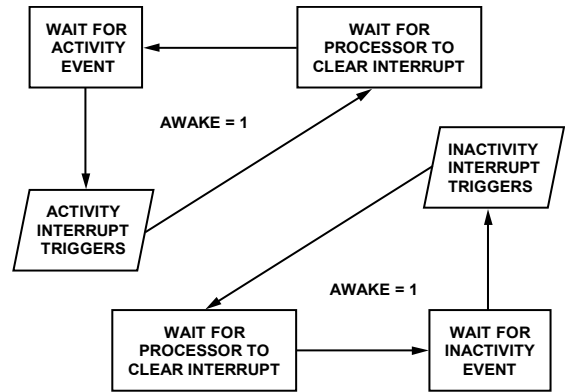 WAIT FOR
ACTIVITY
EVENT
WAIT FOR
PROCESSOR TO
CLEAR INTERRUPT
AWAKE = 1
ACTIVITY
INTERRUPT
TRIGGERS
INACTIVITY
INTERRUPT
TRIGGERS
AWAKE = 1
WAIT FOR
PROCESSOR TO
CLEAR INTERRUPT
WAIT FOR
INACTIVITY
EVENT